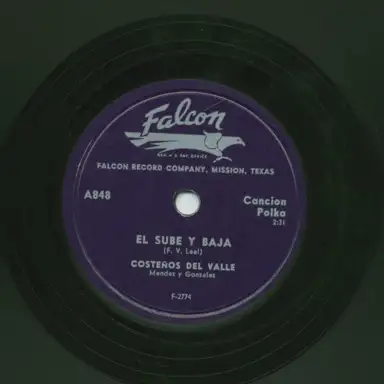 Falcon
FALCON RECORD COMPANY, MISSION, TEXAS
A848
Cancion
Polka
2:31
EL SUBE Y BAJA
(F. V. Leal)
COSTEÑOS DEL VALLE
Mendez y Gonzales
F-2774